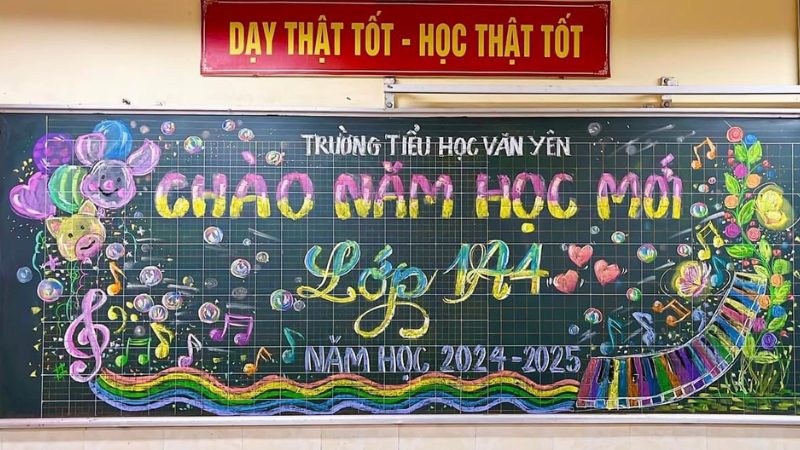 DẠY THẬT TỐT - HỌC THẬT TỐT
TRƯỜNG TIỂU HỌC VĂN YÊN
CHÀO NĂM HỌC MỚI
Lớp 1A4
NĂM HỌC 2024-2025